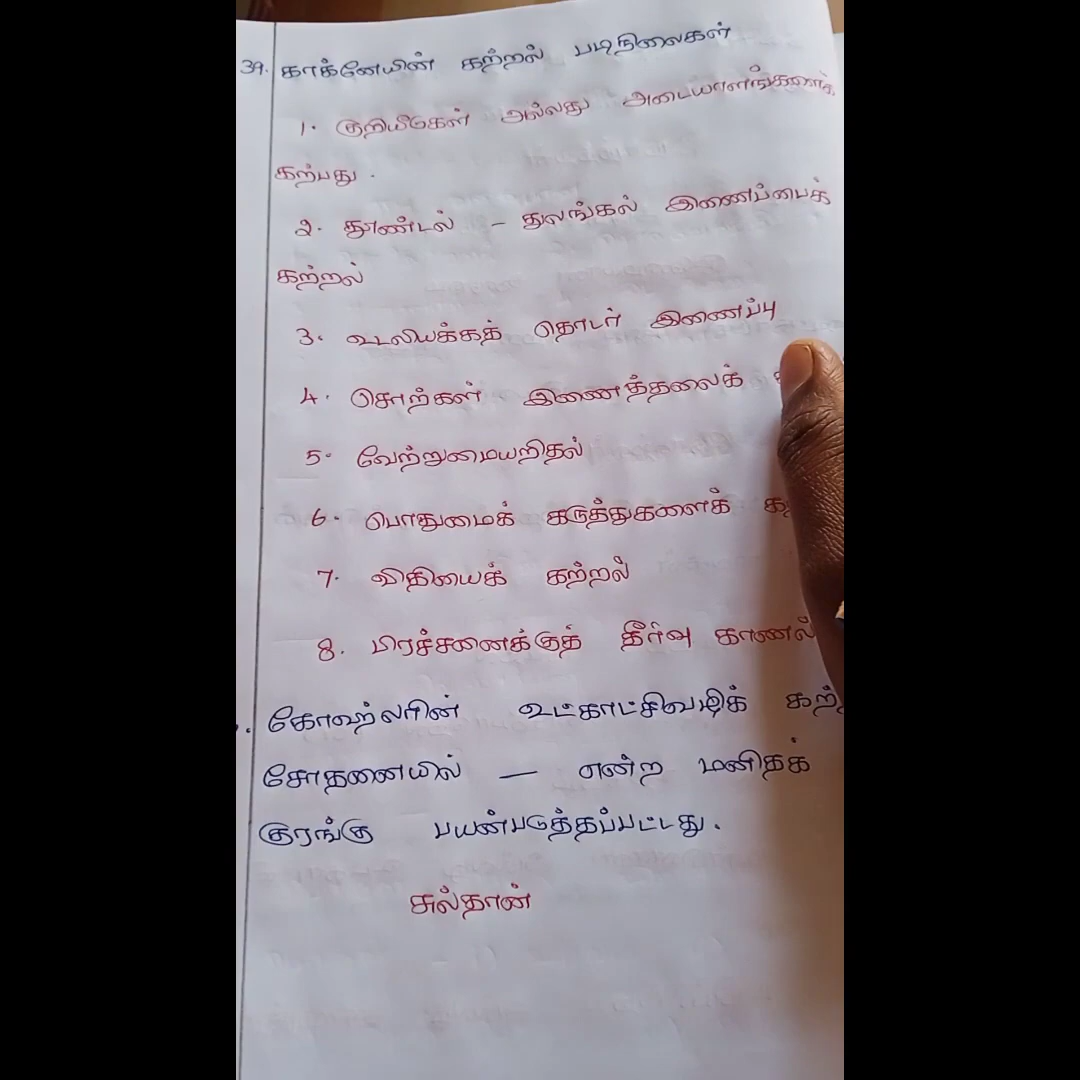 39. காக்னேயின் கற்றல் படிநிலைகள்
1. குறியீடுகள் அல்லது அடையாளங்களைக்
கற்பது.
2. தூண்டல் – துலங்கல் இணைப்பைக்
கற்றல்
3. உடலியக்கத் தொடர் இணைப்பு
4. சொற்கள் இணைத்தலைக்
5. வேற்றுமையறிதல்
6. பொதுமைக் கருத்துகளைக்
7. விதியைக் கற்றல்
8. பிரச்சனைக்குத் தீர்வு காணல்
கோஹ்லரின் உட்காட்சிவழிக்
சோதனையில் — என்ற மனிதக்
குரங்கு பயன்படுத்தப்பட்டது.
சுல்தான்